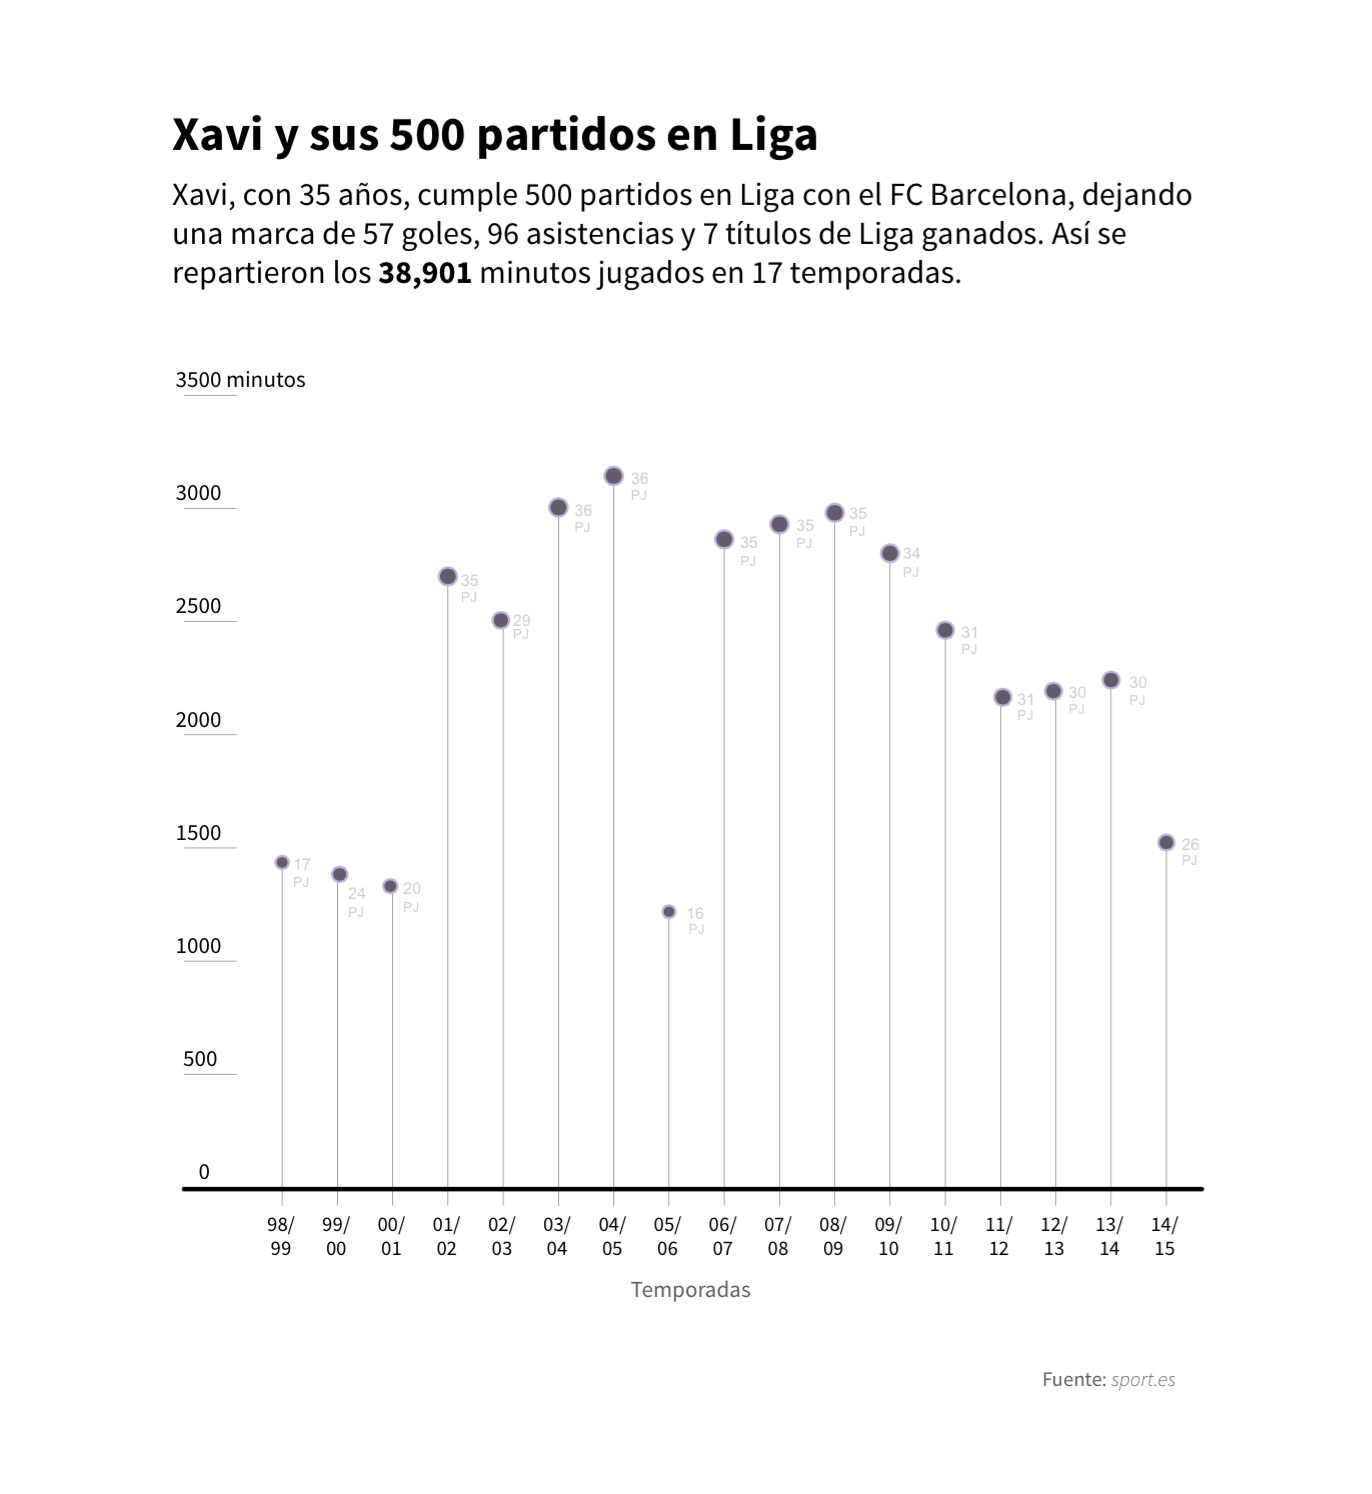 Xavi y sus 500 partidos en Liga
Xavi, con 35 años, cumple 500 partidos en Liga con el FC Barcelona, dejando
una marca de 57 goles, 96 asistencias y 7 títulos de Liga ganados. Así se
repartieron los 38,901 minutos jugados en 17 temporadas.
3500 minutos
3000
2500
2000
1500
1000
500
0
17
PJ
24
PJ
20
PJ
35
PJ
29
PJ
36
PJ
36
PJ
16
PJ
35
PJ
35
PJ
35
PJ
34
PJ
31
PJ
31
PJ
30
PJ
30
PJ
26
PJ
98/
99
99/
00
00/
01
01/
02
02/
03
03/
04
04/
05
05/
06
06/
07
07/
08
08/
09
09/
10
10/
11
11/
12
12/
13
13/
14
14/
15
Temporadas
Fuente: sport.es